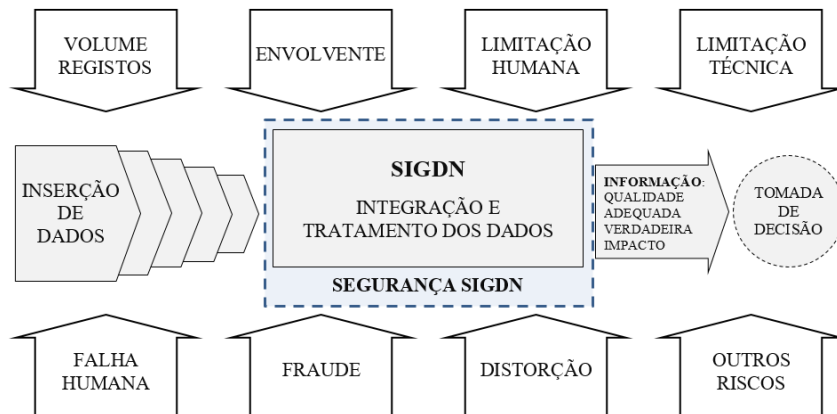 VOLUME
REGISTOS
ENVOLVENTE
LIMITAÇÃO
HUMANA
LIMITAÇÃO
TÉCNICA
INSERÇÃO
DE
DADOS
SIGDN
INTEGRAÇÃO E
TRATAMENTO DOS DADOS
SEGURANÇA SIGDN
INFORMAÇÃO:
QUALIDADE
ADEQUADA
VERDADEIRA
IMPACTO
TOMADA
DE
DECISÃO
FALHA
HUMANA
FRAUDE
DISTORÇÃO
OUTROS
RISCOS